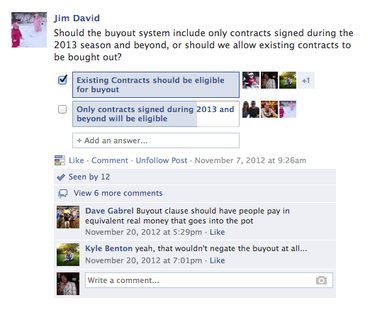 Jim David
Should the buyout system include only contracts signed during the
2013 season and beyond, or should we allow existing contracts to
be bought out?
Existing Contracts should be eligible
for buyout
+1
Only contracts signed during 2013 and
beyond will be eligible
+ Add an answer...
Like · Comment · Unfollow Post · November 7, 2012 at 9:26am
Seen by 12
View 6 more comments
Dave Gabrel Buyout clause should have people pay in
equivalent real money that goes into the pot
November 20, 2012 at 5:29pm · Like
Kyle Benton yeah, that wouldn't negate the buyout at all...
November 20, 2012 at 7:01pm · Like
Write a comment...